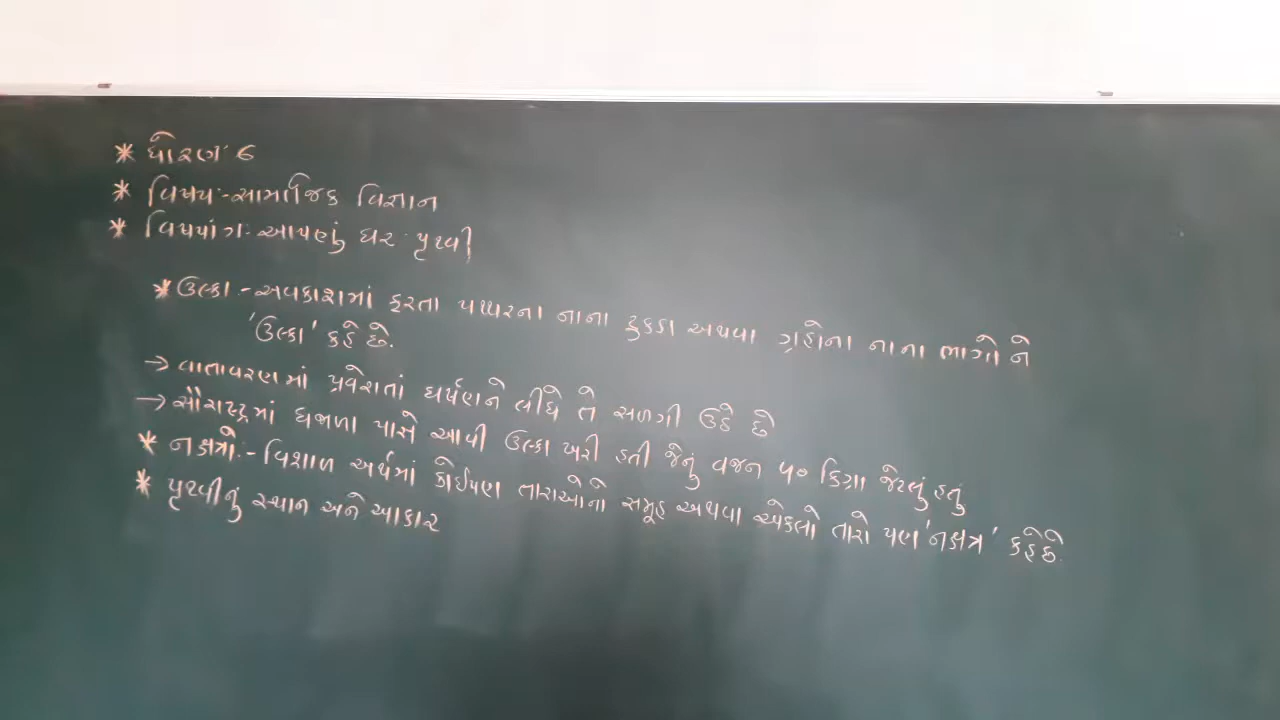 * ધોરણ: ૬
* વિષય:-સામાજિક વિજ્ઞાન
* વિષયાંગ:-આપણું ઘર: પૃથ્વી
* ઉલ્કા:- અવકાશમાં ફરતા પથ્થરના નાના ટુકડા અથવા ગ્રહોના નાના ભાગો ને
'ઉલ્કા' કહે છે.
→ વાતાવરણમાં પ્રવેશતાં ઘર્ષણને લીધે તે સળગી ઉઠે છે
→ સૌરાષ્ટ્રમાં ધજાળા પાસે આવી ઉલ્કા ખરી હતી જેનું વજન ૫૦ કિગ્રા જેટલું હતું
* નક્ષત્રો:- વિશાળ અર્થમાં કોઈપણ તારાઓનો સમૂહ અથવા એકલો તારો પણ 'નક્ષત્ર' કહે છે.
* પૃથ્વીનું સ્થાન અને આકાર